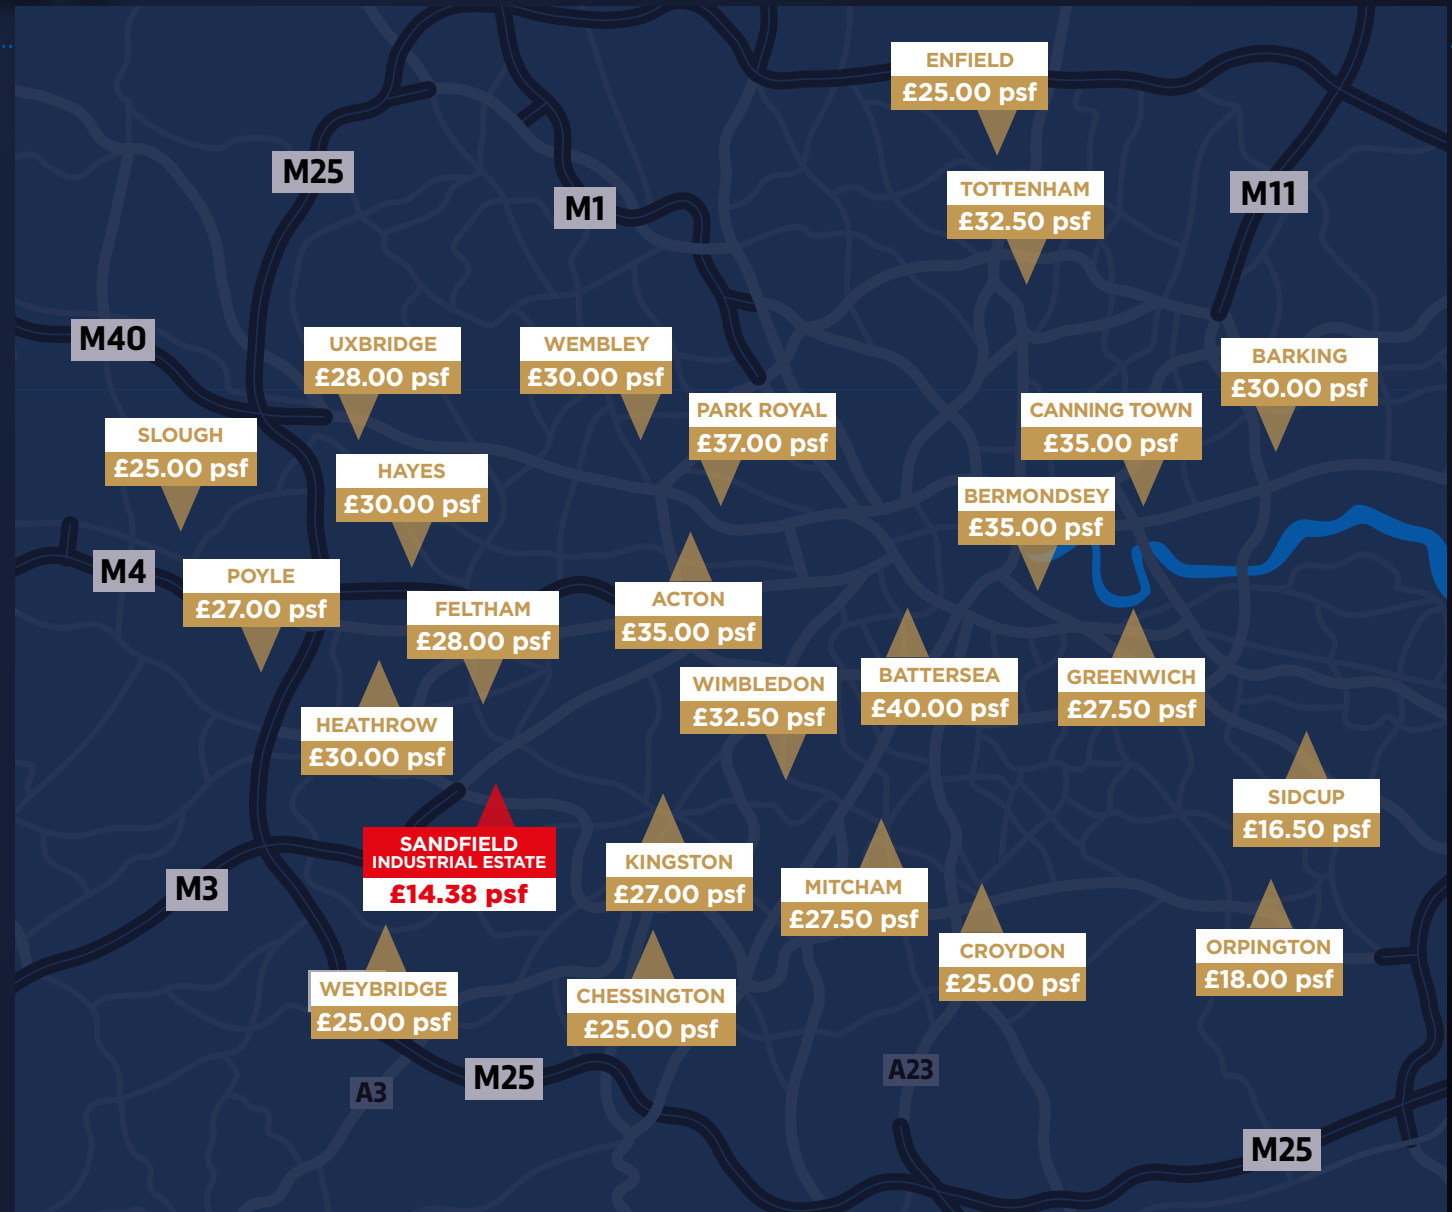 ENFIELD
£25.00 psf
M25
M1
TOTTENHAM
£32.50 psf
M11
M40
UXBRIDGE
£28.00 psf
WEMBLEY
£30.00 psf
BARKING
£30.00 psf
PARK ROYAL
£37.00 psf
CANNING TOWN
£35.00 psf
SLOUGH
£25.00 psf
HAYES
£30.00 psf
BERMONDSEY
£35.00 psf
M4
POYLE
£27.00 psf
FELTHAM
£28.00 psf
ACTON
£35.00 psf
WIMBLEDON
£32.50 psf
BATTERSEA
£40.00 psf
GREENWICH
£27.50 psf
HEATHROW
£30.00 psf
SIDCUP
£16.50 psf
SANDFIELD
INDUSTRIAL ESTATE
£14.38 psf
KINGSTON
£27.00 psf
M3
MITCHAM
£27.50 psf
CROYDON
£25.00 psf
ORPINGTON
£18.00 psf
WEYBRIDGE
£25.00 psf
CHESSINGTON
£25.00 psf
A23
M25
A3
M25